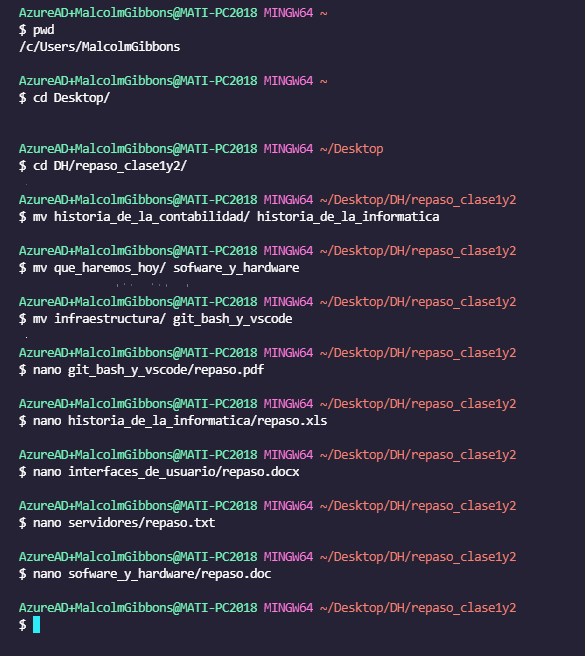 AzureAD+MalcolmGibbons@MATI-PC2018 MINGW64 ~
$ pwd
/c/Users/MalcolmGibbons
AzureAD+MalcolmGibbons@MATI-PC2018 MINGW64 ~
$ cd Desktop/
AzureAD+MalcolmGibbons@MATI-PC2018 MINGW64 ~/Desktop
$ cd DH/repaso_clase1y2/
AzureAD+MalcolmGibbons@MATI-PC2018 MINGW64 ~/Desktop/DH/repaso_clase1y2
$ mv historia_de_la_contabilidad/ historia_de_la_informatica
AzureAD+MalcolmGibbons@MATI-PC2018 MINGW64 ~/Desktop/DH/repaso_clase1y2
$ mv que_haremos_hoy/ sofware_y_hardware
AzureAD+MalcolmGibbons@MATI-PC2018 MINGW64 ~/Desktop/DH/repaso_clase1y2
$ mv infraestructura/ git_bash_y_vscode
AzureAD+MalcolmGibbons@MATI-PC2018 MINGW64 ~/Desktop/DH/repaso_clase1y2
$ nano git_bash_y_vscode/repaso.pdf
AzureAD+MalcolmGibbons@MATI-PC2018 MINGW64 ~/Desktop/DH/repaso_clase1y2
$ nano historia_de_la_informatica/repaso.xls
AzureAD+MalcolmGibbons@MATI-PC2018 MINGW64 ~/Desktop/DH/repaso_clase1y2
$ nano interfaces_de_usuario/repaso.docx
AzureAD+MalcolmGibbons@MATI-PC2018 MINGW64 ~/Desktop/DH/repaso_clase1y2
$ nano servidores/repaso.txt
AzureAD+MalcolmGibbons@MATI-PC2018 MINGW64 ~/Desktop/DH/repaso_clase1y2
$ nano sofware_y_hardware/repaso.doc
AzureAD+MalcolmGibbons@MATI-PC2018 MINGW64 ~/Desktop/DH/repaso_clase1y2
$